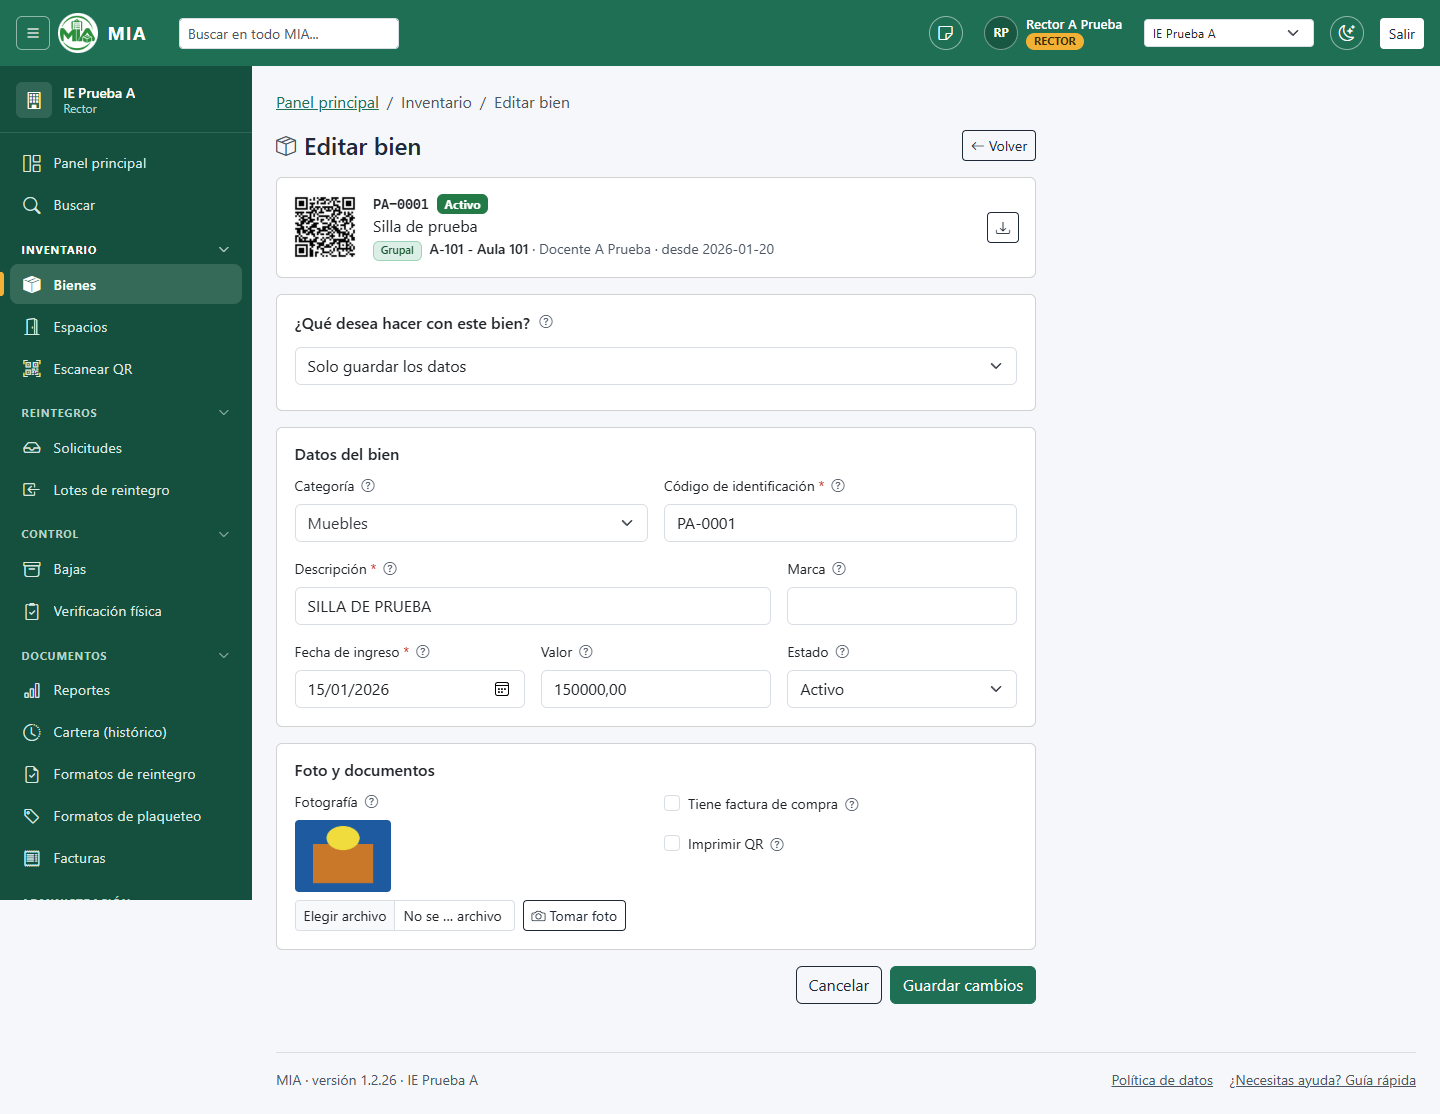 MIA
Buscar en todo MIA...
RP
Rector A Prueba
RECTOR
IE Prueba A
Salir
IE Prueba A
Rector
Panel principal
Buscar
INVENTARIO
Bienes
Espacios
Escanear QR
REINTEGROS
Solicitudes
Lotes de reintegro
CONTROL
Bajas
Verificación física
DOCUMENTOS
Reportes
Cartera (histórico)
Formatos de reintegro
Formatos de plaqueteo
Facturas
Panel principal / Inventario / Editar bien
Editar bien
Volver
PA-0001 Activo
Silla de prueba
Grupal A-101 - Aula 101 · Docente A Prueba · desde 2026-01-20
¿Qué desea hacer con este bien?
Solo guardar los datos
Datos del bien
Categoría
Código de identificación *
Muebles
PA-0001
Descripción *
Marca
SILLA DE PRUEBA
Fecha de ingreso *
Valor
Estado
15/01/2026
150000,00
Activo
Foto y documentos
Fotografía
Tiene factura de compra
Imprimir QR
Elegir archivo No se ... archivo
Tomar foto
Cancelar
Guardar cambios
MIA · versión 1.2.26 · IE Prueba A
Política de datos
¿Necesitas ayuda? Guía rápida